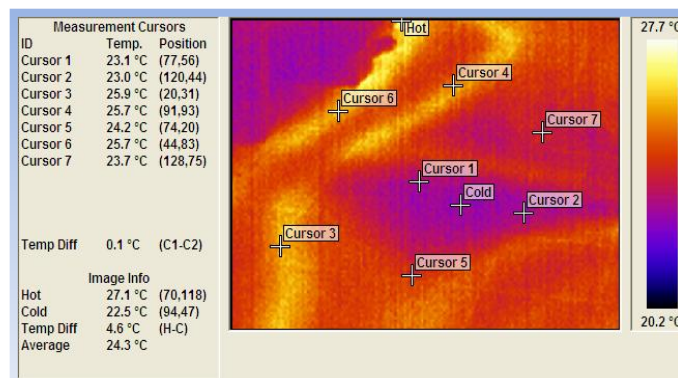 Measurement Cursors
ID Temp. Position
Cursor 1 23.1 °C (77,56)
Cursor 2 23.0 °C (120,44)
Cursor 3 25.9 °C (20,31)
Cursor 4 25.7 °C (91,93)
Cursor 5 24.2 °C (74,20)
Cursor 6 25.7 °C (44,83)
Cursor 7 23.7 °C (128,75)
Temp Diff 0.1 °C (C1-C2)
Image Info
Hot 27.1 °C (70,118)
Cold 22.5 °C (94,47)
Temp Diff 4.6 °C (H-C)
Average 24.3 °C
Hot
Cursor 4
Cursor 6
Cursor 7
Cursor 1
Cold
Cursor 2
Cursor 3
Cursor 5
27.7 °C
20.2 °C